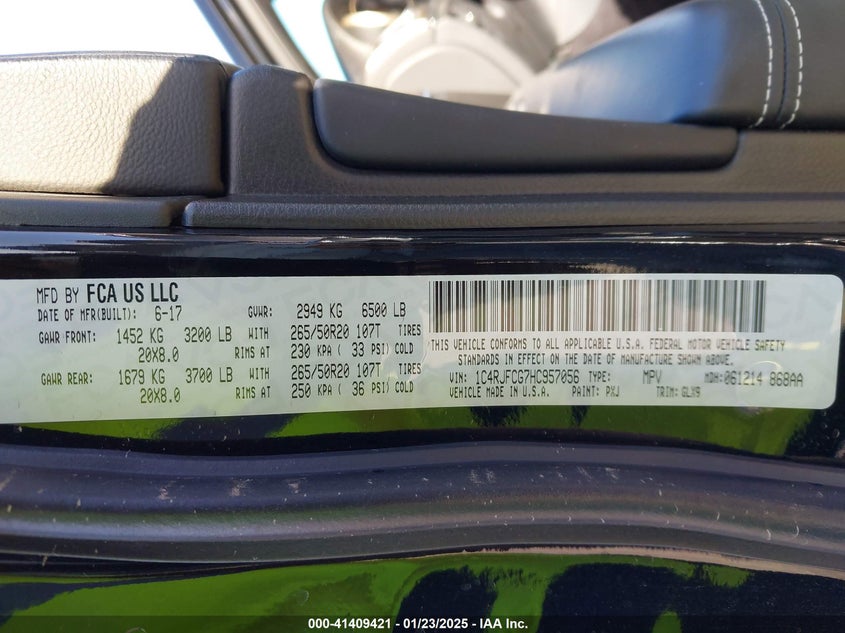 MFD BY FCA US LLC
DATE OF MFR(BUILT): 6-17 GVWR: 2949 KG 6500 LB
GAWR FRONT: 1452 KG 3200 LB WITH 265/50R20 107T TIRES
20X8.0 RIMS AT 230 KPA ( 33 PSI) COLD
GAWR REAR: 1679 KG 3700 LB WITH 265/50R20 107T TIRES
20X8.0 RIMS AT 250 KPA ( 36 PSI) COLD
THIS VEHICLE CONFORMS TO ALL APPLICABLE U.S.A. FEDERAL MOTOR VEHICLE SAFETY
STANDARDS IN EFFECT ON THE DATE OF MANUFACTURE SHOWN ABOVE.
VIN: 1C4RJFCG7HC957056 TYPE: MPV MDH: 061214 868AA
VEHICLE MADE IN U.S.A. PAINT: PXJ TRIM: GLX9
000-41409421 - 01/23/2025 - IAA Inc.